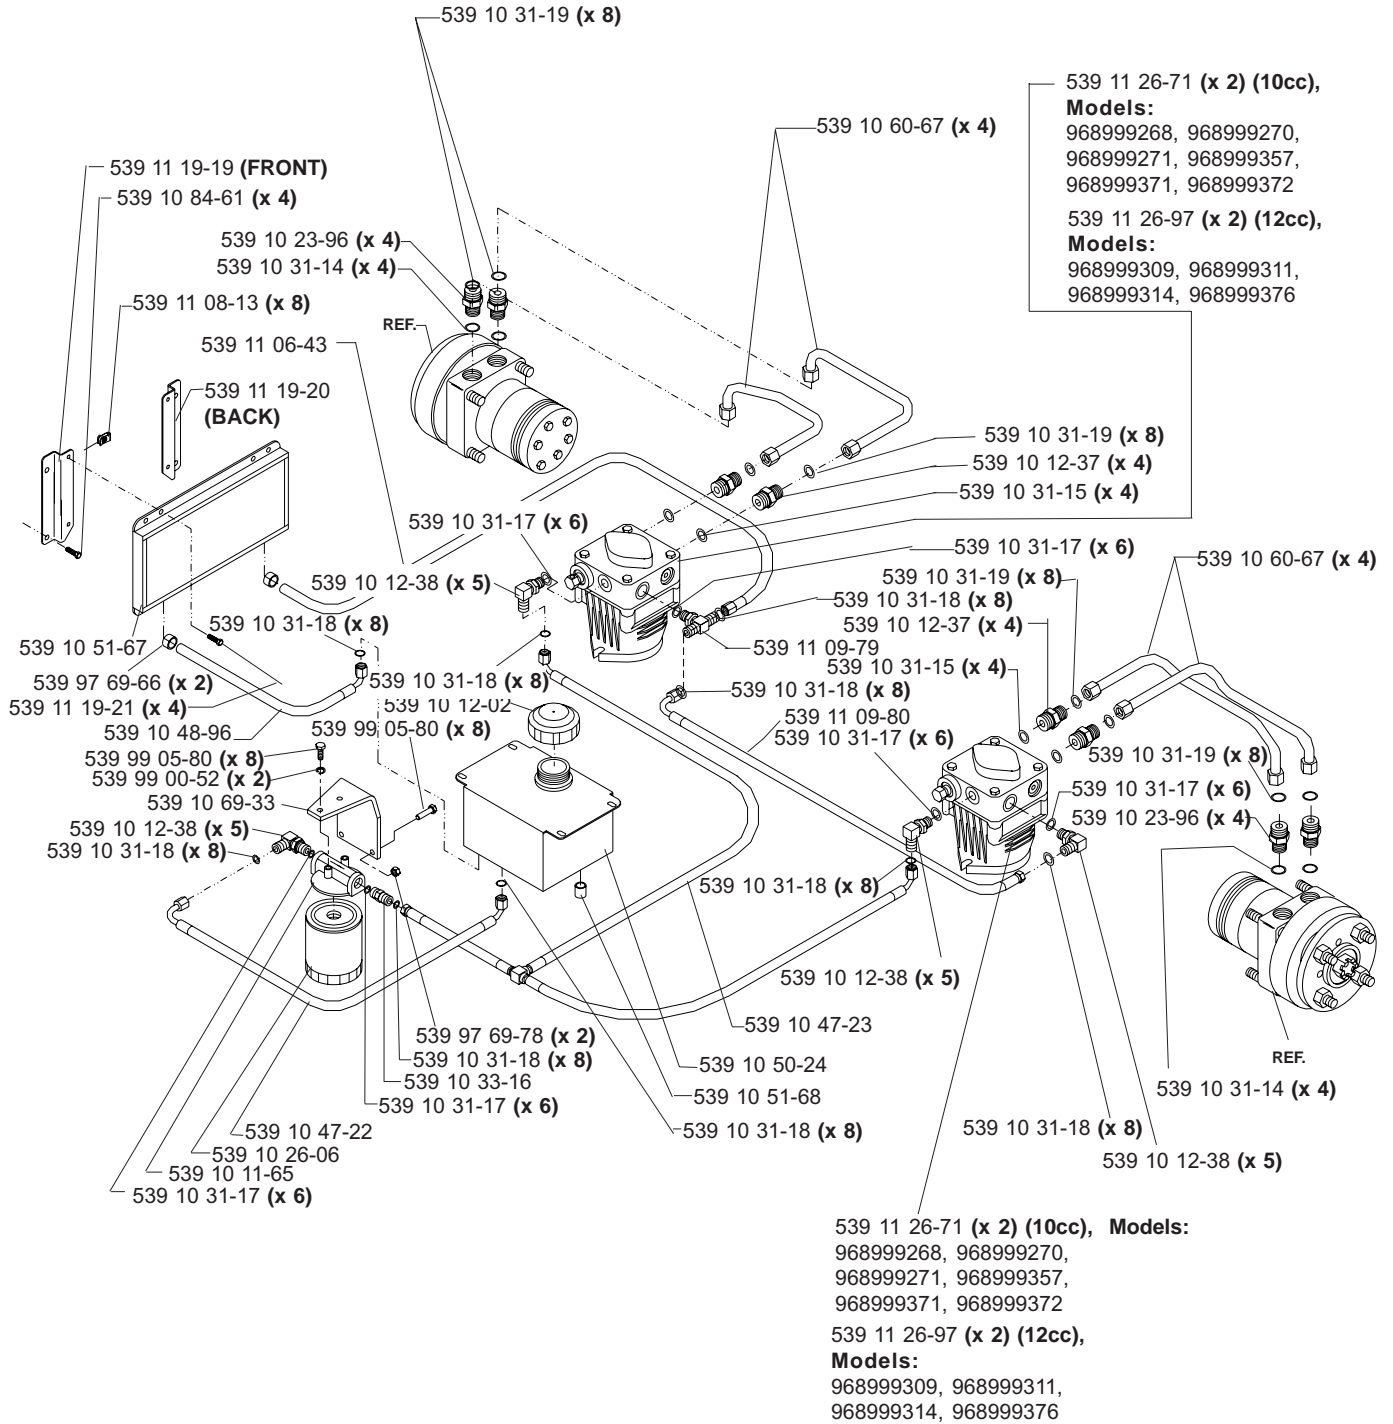 539 10 31-19 (x 8)
539 11 26-71 (x 2) (10cc),
Models:
968999268, 968999270,
968999271, 968999357,
968999371, 968999372
539 11 26-97 (x 2) (12cc),
Models:
968999309, 968999311,
968999314, 968999376
539 10 60-67 (x 4)
539 11 19-19 (FRONT)
539 10 84-61 (x 4)
539 10 23-96 (x 4)
539 10 31-14 (x 4)
539 11 08-13 (x 8)
REF.
539 11 06-43
539 11 19-20
(BACK)
539 10 31-19 (x 8)
539 10 12-37 (x 4)
539 10 31-15 (x 4)
539 10 31-17 (x 6)
539 10 31-17 (x 6)
539 10 60-67 (x 4)
539 10 31-19 (x 8)
539 10 12-38 (x 5)
539 10 31-18 (x 8)
539 10 12-37 (x 4)
539 10 31-18 (x 8)
539 10 51-67
539 11 09-79
539 10 31-15 (x 4)
539 97 69-66 (x 2)
539 10 31-18 (x 8)
539 10 31-18 (x 8)
539 11 19-21 (x 4)
539 10 12-02
539 11 09-80
539 10 48-96
539 99 05-80 (x 8)
539 10 31-17 (x 6)
539 99 05-80 (x 8)
539 10 31-19 (x 8)
539 99 00-52 (x 2)
539 10 31-17 (x 6)
539 10 69-33
539 10 23-96 (x 4)
539 10 12-38 (x 5)
539 10 31-18 (x 8)
539 10 31-18 (x 8)
539 10 12-38 (x 5)
539 10 47-23
539 97 69-78 (x 2)
539 10 31-18 (x 8)
539 10 50-24
REF.
539 10 33-16
539 10 31-14 (x 4)
539 10 51-68
539 10 31-17 (x 6)
539 10 47-22
539 10 31-18 (x 8)
539 10 31-18 (x 8)
539 10 26-06
539 10 12-38 (x 5)
539 10 11-65
539 10 31-17 (x 6)
539 11 26-71 (x 2) (10cc), Models:
968999268, 968999270,
968999271, 968999357,
968999371, 968999372
539 11 26-97 (x 2) (12cc),
Models:
968999309, 968999311,
968999314, 968999376